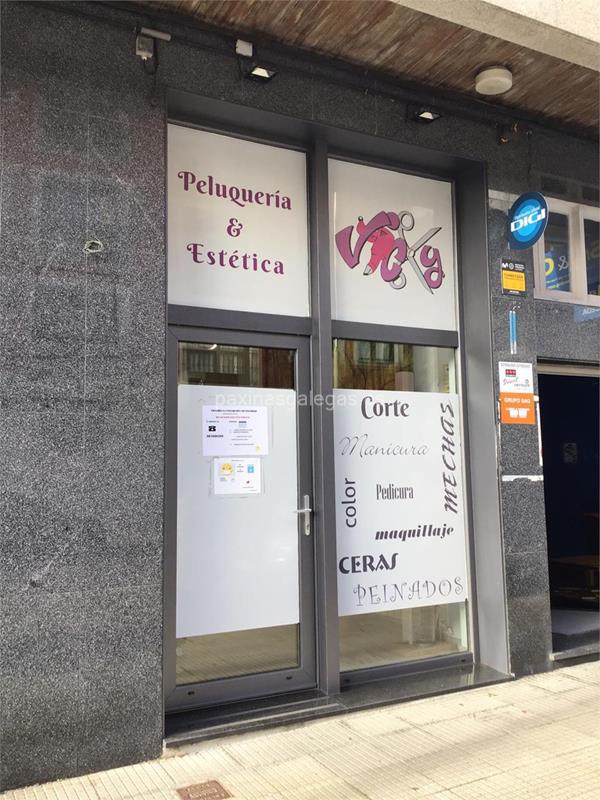 Peluquería
&
Estética
Vicky
DIGI
paxinasgalegas
Corte
Manicura
MECHAS
color
Pedicura
maquillaje
CERAS
PEINADOS
GRUPO SAG